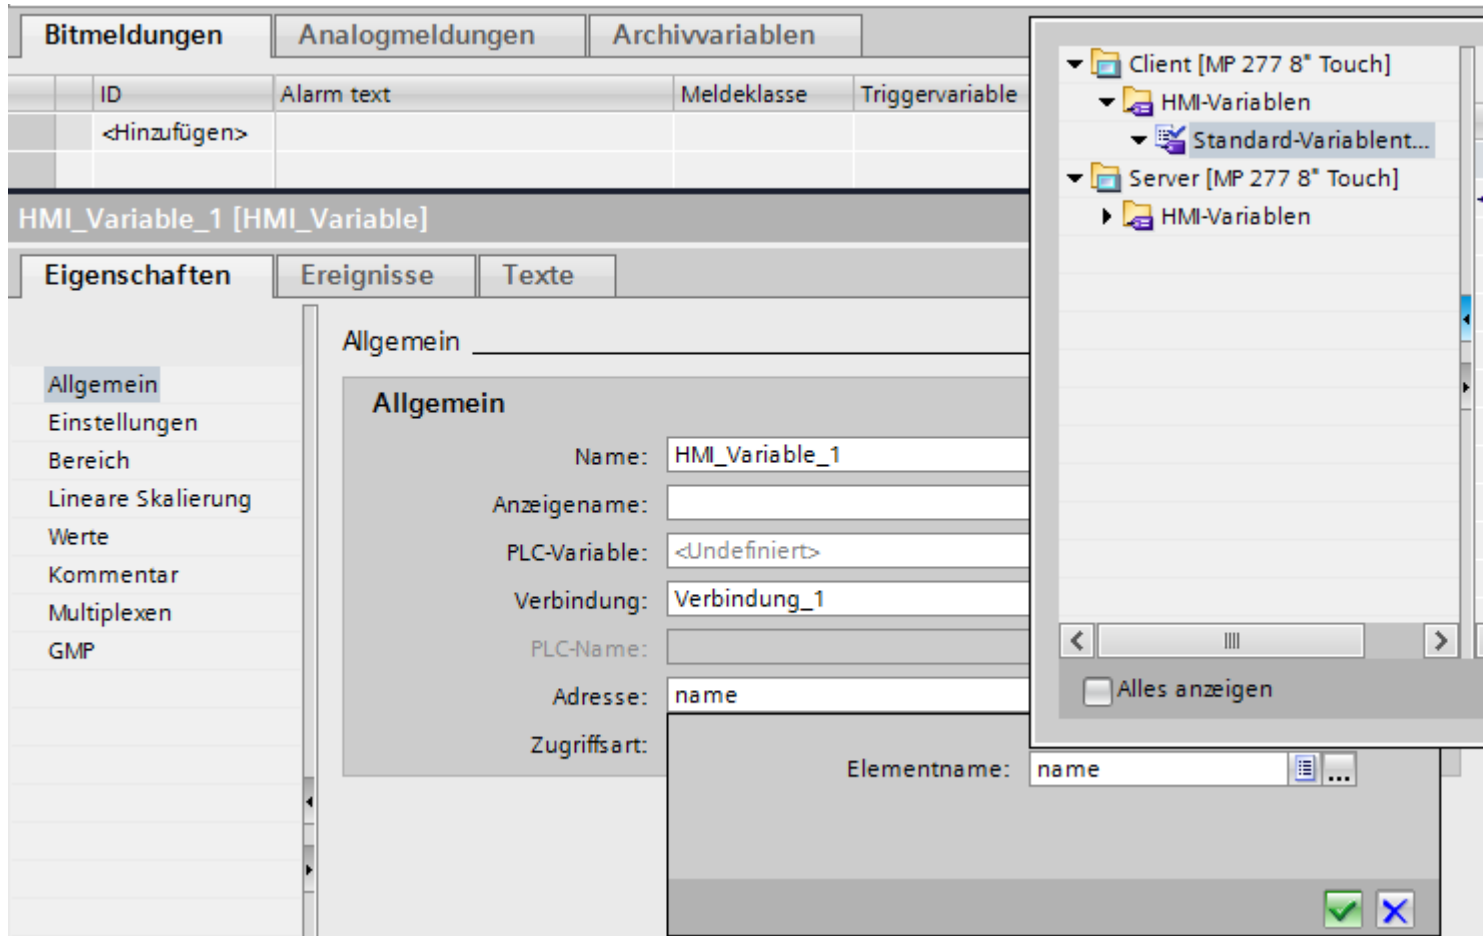 Bitmeldungen
Analogmeldungen
Archivvariablen
ID
Alarm text
Meldeklasse
Triggervariable
<Hinzufügen>
HMI_Variable_1 [HMI_Variable]
Eigenschaften
Ereignisse
Texte
Allgemein
Einstellungen
Bereich
Lineare Skalierung
Werte
Kommentar
Multiplexen
GMP
Allgemein
Allgemein
Name: HMI_Variable_1
Anzeigename:
PLC-Variable: <Undefiniert>
Verbindung: Verbindung_1
PLC-Name:
Adresse: name
Zugriffsart:
Elementname: name
...
Client [MP 277 8" Touch]
HMI-Variablen
Standard-Variablent...
Server [MP 277 8" Touch]
HMI-Variablen
Alles anzeigen